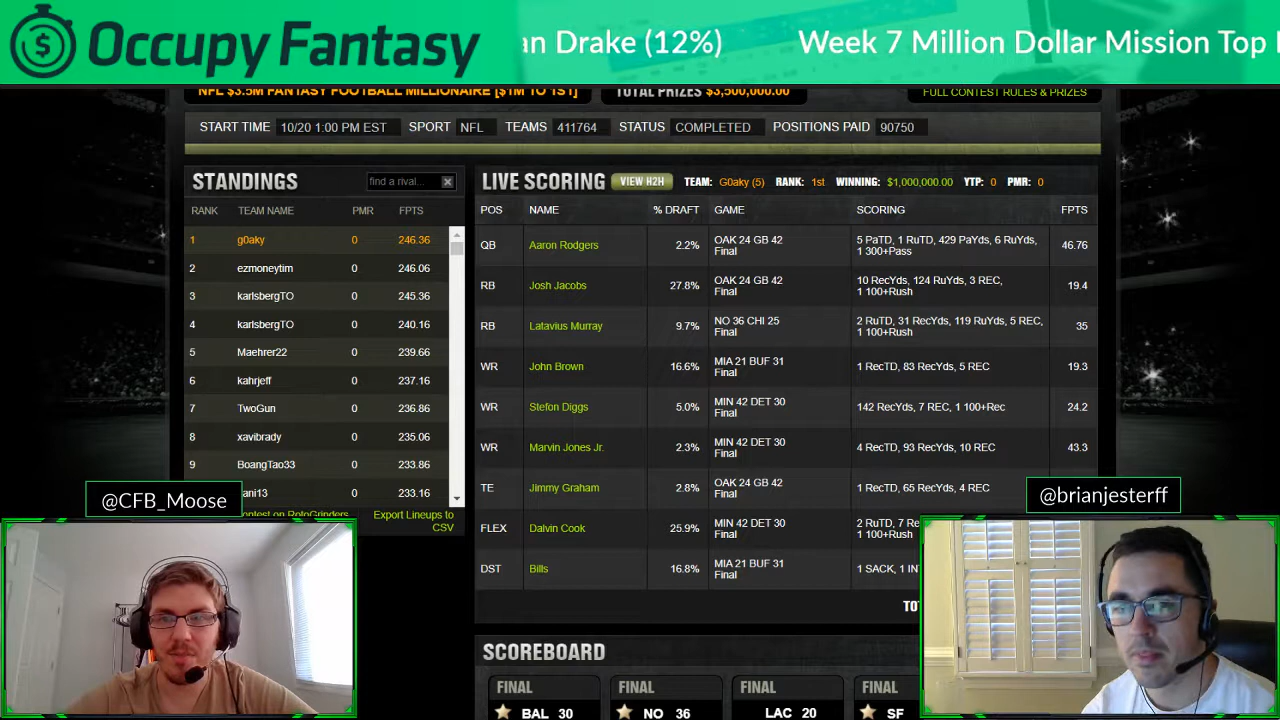 Occupy Fantasy
an Drake (12%) Week 7 Million Dollar Mission Top
NFL $3.5M FANTASY FOOTBALL MILLIONAIRE [$1M TO 1ST] TOTAL PRIZES $3,500,000.00 FULL CONTEST RULES & PRIZES
START TIME 10/20 1:00 PM EST SPORT NFL TEAMS 411764 STATUS COMPLETED POSITIONS PAID 90750
STANDINGS find a rival...
RANK TEAM NAME PMR FPTS
1 g0aky 0 246.36
2 ezmoneytim 0 246.06
3 karlsbergTO 0 245.36
4 karlsbergTO 0 240.16
5 Maehrer22 0 239.66
6 kahrjeff 0 237.16
7 TwoGun 0 236.86
8 xavibrady 0 235.06
9 BoangTao33 0 233.86
ani13 0 233.16
ontest on RotoGrinders Export Lineups to
CSV
LIVE SCORING VIEW H2H TEAM: G0aky (5) RANK: 1st WINNING: $1,000,000.00 YTP: 0 PMR: 0
POS NAME % DRAFT GAME SCORING FPTS
QB Aaron Rodgers 2.2% OAK 24 GB 42 Final 5 PaTD, 1 RuTD, 429 PaYds, 6 RuYds, 1 300+Pass 46.76
RB Josh Jacobs 27.8% OAK 24 GB 42 Final 10 RecYds, 124 RuYds, 3 REC, 1 100+Rush 19.4
RB Latavius Murray 9.7% NO 36 CHI 25 Final 2 RuTD, 31 RecYds, 119 RuYds, 5 REC, 1 100+Rush 35
WR John Brown 16.6% MIA 21 BUF 31 Final 1 RecTD, 83 RecYds, 5 REC 19.3
WR Stefon Diggs 5.0% MIN 42 DET 30 Final 142 RecYds, 7 REC, 1 100+Rec 24.2
WR Marvin Jones Jr. 2.3% MIN 42 DET 30 Final 4 RecTD, 93 RecYds, 10 REC 43.3
TE Jimmy Graham 2.8% OAK 24 GB 42 Final 1 RecTD, 65 RecYds, 4 REC
FLEX Dalvin Cook 25.9% MIN 42 DET 30 Final 2 RuTD, 7 Re 1 100+Rush
DST Bills 16.8% MIA 21 BUF 31 Final 1 SACK, 1 IN
TO
SCOREBOARD
FINAL FINAL FINAL FINAL
BAL 30 NO 36 LAC 20 SF
@CFB_Moose
@brianjesterff